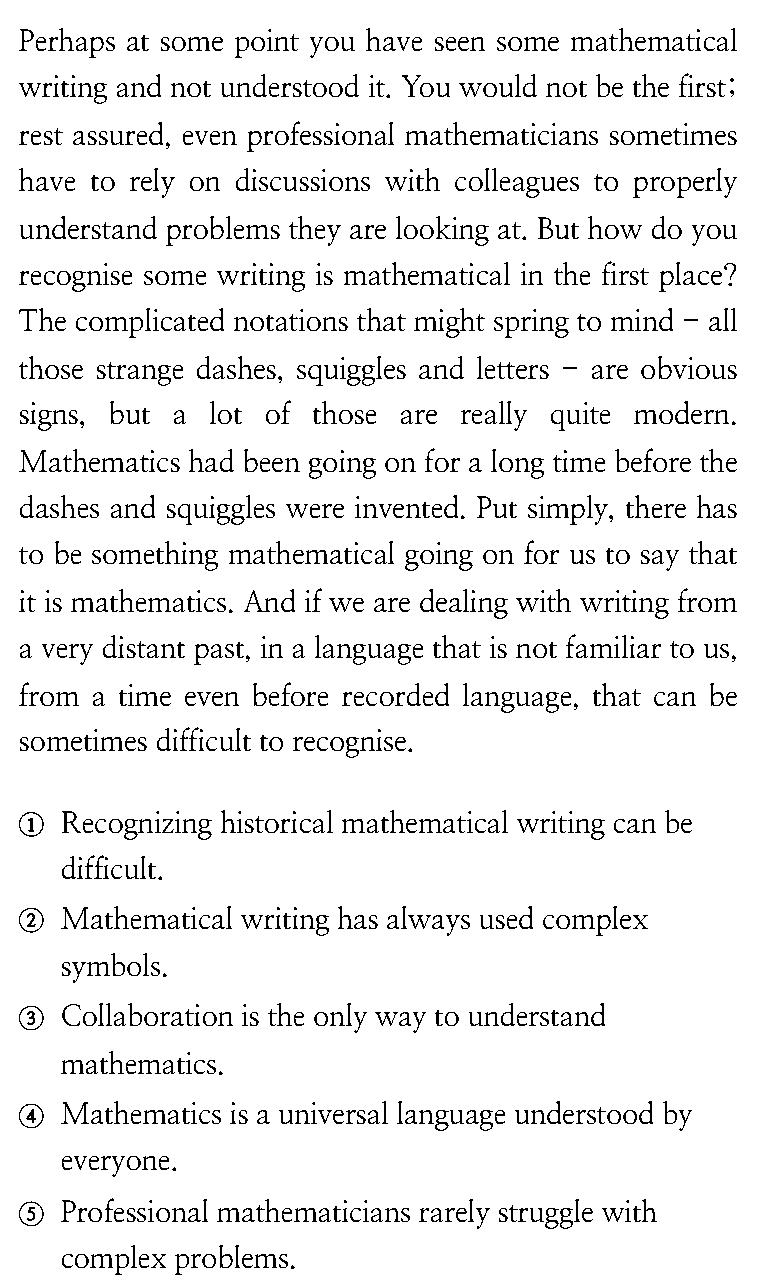 Perhaps at some point you have seen some mathematical
writing and not understood it. You would not be the first;
rest assured, even professional mathematicians sometimes
have to rely on discussions with colleagues to properly
understand problems they are looking at. But how do you
recognise some writing is mathematical in the first place?
The complicated notations that might spring to mind – all
those strange dashes, squiggles and letters – are obvious
signs, but a lot of those are really quite modern.
Mathematics had been going on for a long time before the
dashes and squiggles were invented. Put simply, there has
to be something mathematical going on for us to say that
it is mathematics. And if we are dealing with writing from
a very distant past, in a language that is not familiar to us,
from a time even before recorded language, that can be
sometimes difficult to recognise.
① Recognizing historical mathematical writing can be
difficult.
② Mathematical writing has always used complex
symbols.
③ Collaboration is the only way to understand
mathematics.
④ Mathematics is a universal language understood by
everyone.
⑤ Professional mathematicians rarely struggle with
complex problems.